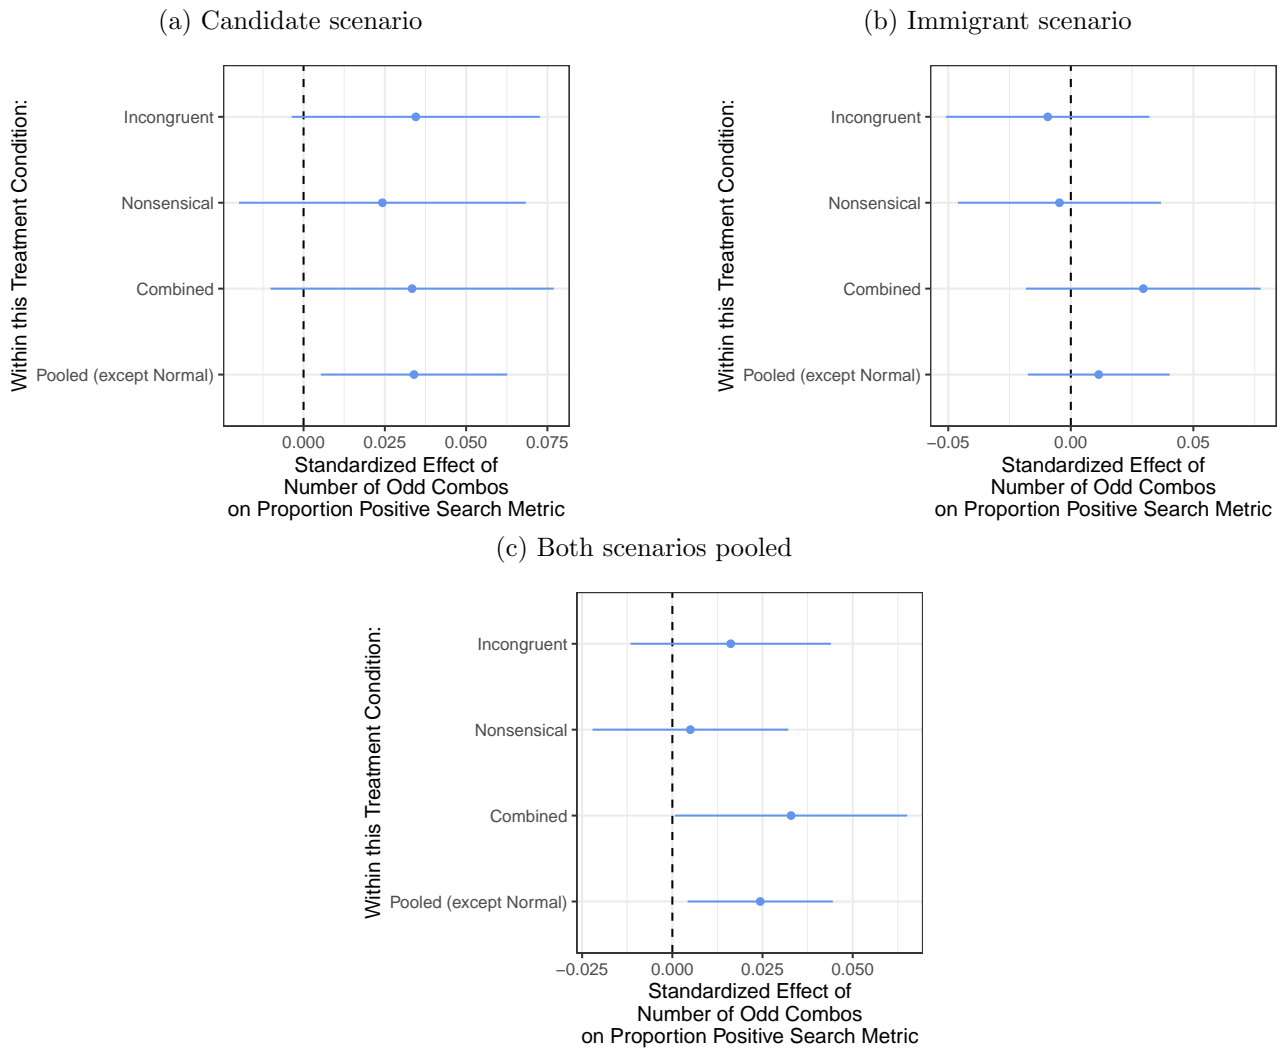 (a) Candidate scenario
Within this Treatment Condition:
Incongruent
Nonsensical
Combined
Pooled (except Normal)
0.000 0.025 0.050 0.075
Standardized Effect of
Number of Odd Combos
on Proportion Positive Search Metric
(b) Immigrant scenario
Within this Treatment Condition:
Incongruent
Nonsensical
Combined
Pooled (except Normal)
−0.05 0.00 0.05
Standardized Effect of
Number of Odd Combos
on Proportion Positive Search Metric
(c) Both scenarios pooled
Within this Treatment Condition:
Incongruent
Nonsensical
Combined
Pooled (except Normal)
−0.025 0.000 0.025 0.050
Standardized Effect of
Number of Odd Combos
on Proportion Positive Search Metric